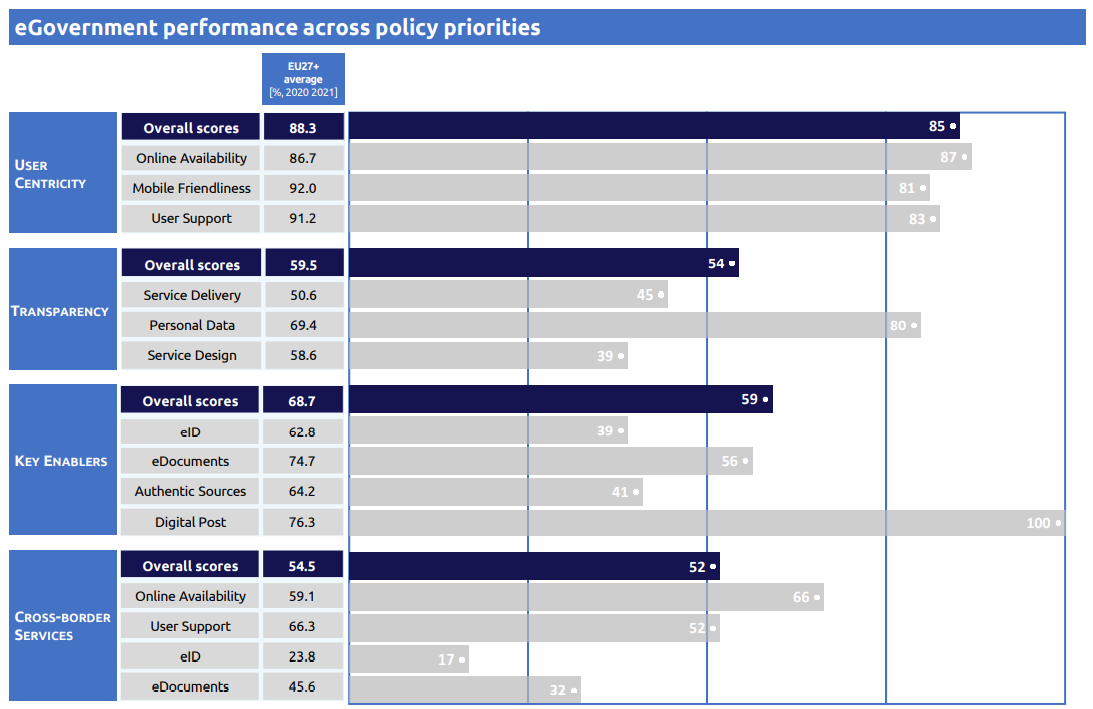 eGovernment performance across policy priorities
EU27+
average
[%, 2020 2021]
USER
CENTRICITY
Overall scores 88.3 85
Online Availability 86.7 87
Mobile Friendliness 92.0 81
User Support 91.2 83
TRANSPARENCY
Overall scores 59.5 54
Service Delivery 50.6 45
Personal Data 69.4 80
Service Design 58.6 39
KEY ENABLERS
Overall scores 68.7 59
eID 62.8 39
eDocuments 74.7 56
Authentic Sources 64.2 41
Digital Post 76.3 100
CROSS-BORDER
SERVICES
Overall scores 54.5 52
Online Availability 59.1 66
User Support 66.3 52
eID 23.8 17
eDocuments 45.6 32